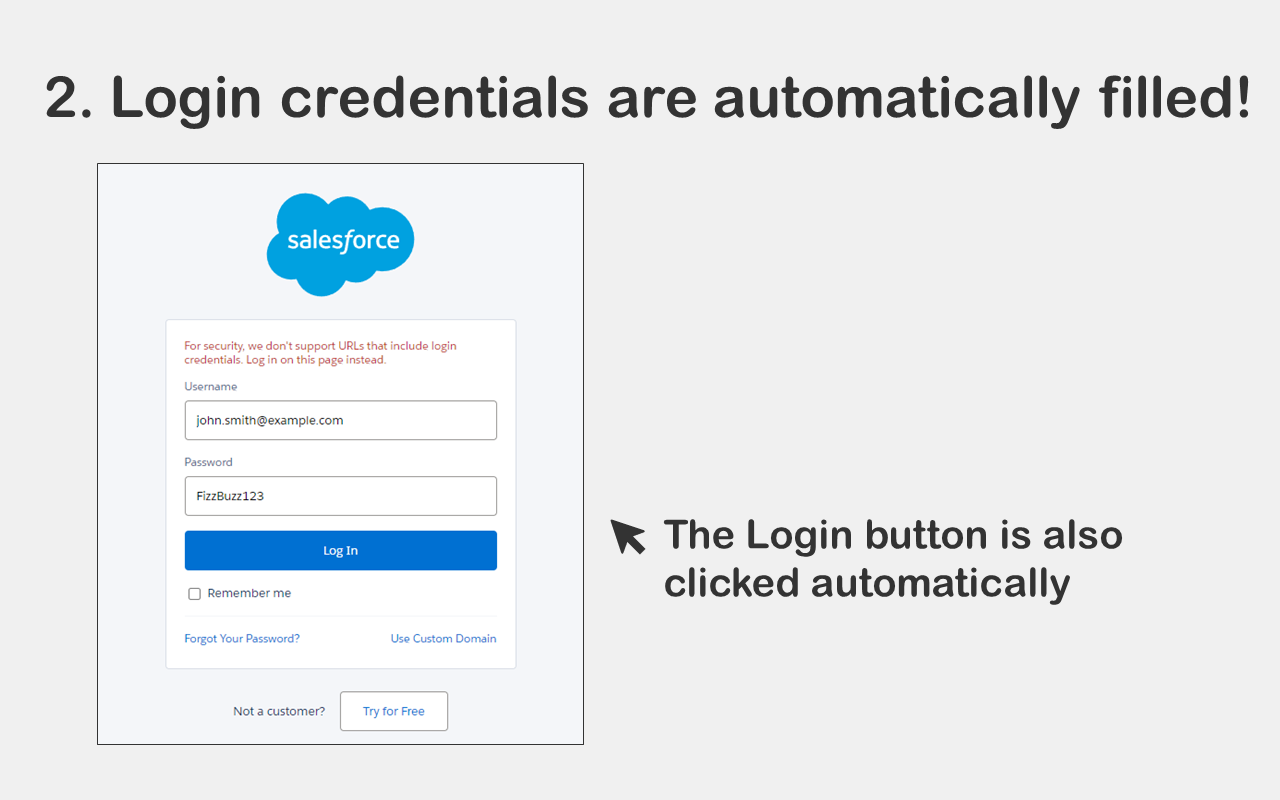 2. Login credentials are automatically filled!
salesforce
For security, we don't support URLs that include login
credentials. Log in on this page instead.
Username
john.smith@example.com
Password
FizzBuzz123
Log In
Remember me
Forgot Your Password? Use Custom Domain
Not a customer? Try for Free
The Login button is also
clicked automatically